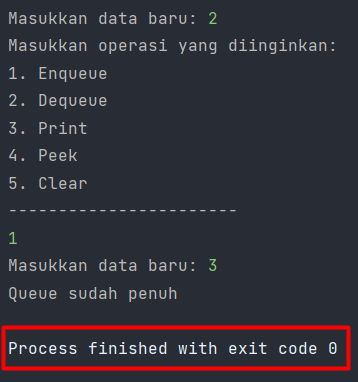 Masukkan data baru: 2
Masukkan operasi yang diinginkan:
1. Enqueue
2. Dequeue
3. Print
4. Peek
5. Clear
-----------------------
1
Masukkan data baru: 3
Queue sudah penuh
Process finished with exit code 0